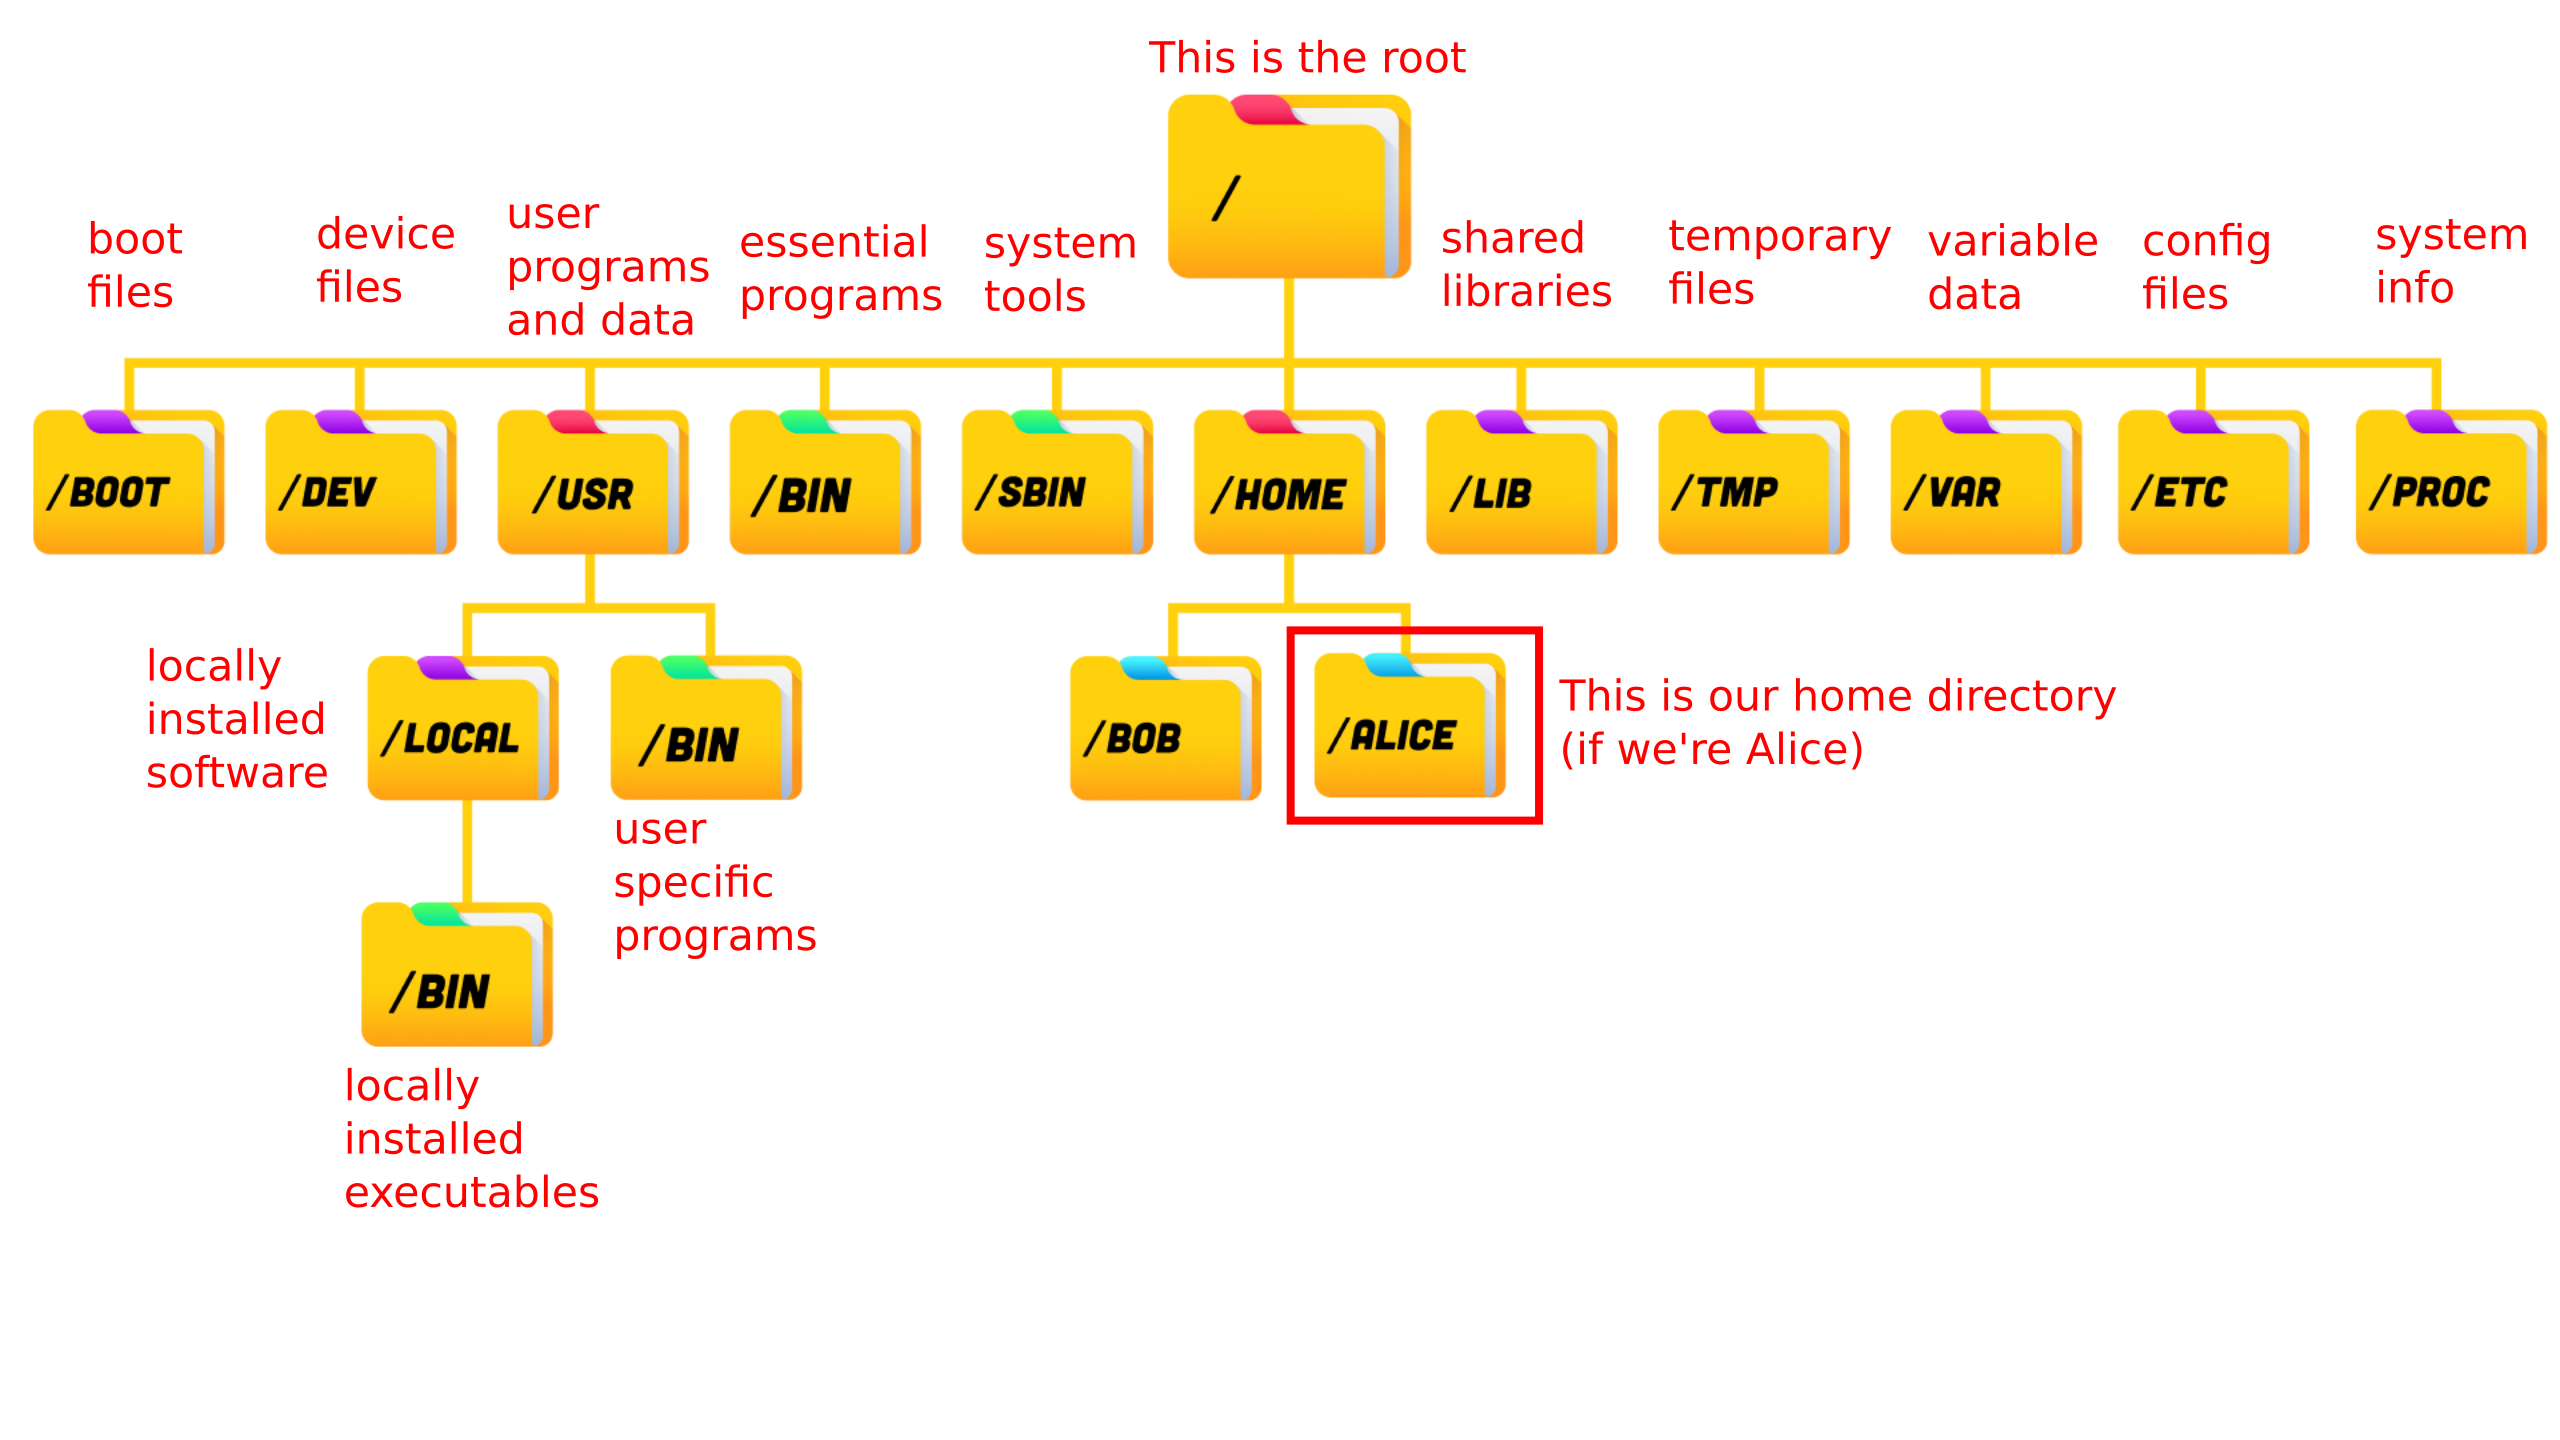 This is the root
/
boot
files
device
files
user
programs
and data
essential
programs
system
tools
shared
libraries
temporary
files
variable
data
config
files
system
info
/BOOT
/DEV
/USR
/BIN
/SBIN
/HOME
/LIB
/TMP
/VAR
/ETC
/PROC
locally
installed
software
/LOCAL
/BIN
/BOB
/ALICE
This is our home directory
(if we're Alice)
user
specific
programs
/BIN
locally
installed
executables